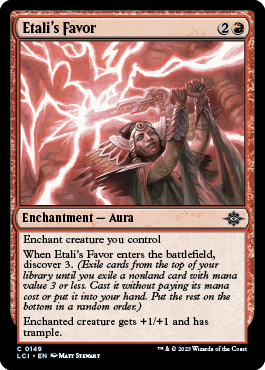 Etali's Favor 2
Enchantment — Aura
Enchant creature you control
When Etali's Favor enters the battlefield,
discover 3. (Exile cards from the top of your
library until you exile a nonland card with mana
value 3 or less. Cast it without paying its mana
cost or put it into your hand. Put the rest on the
bottom in a random order.)
Enchanted creature gets +1/+1 and has
trample.
C 0149
LCI • EN Matt Stewart
™ & © 2023 Wizards of the Coast